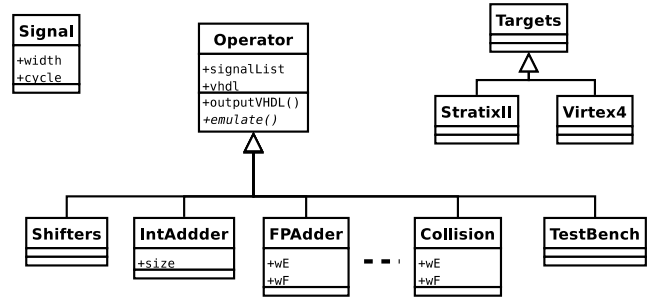 Signal
+width
+cycle
Operator
+signalList
+vhdl
+outputVHDL()
+emulate()
Targets
StratixII
Virtex4
Shifters
IntAddder
+size
FPAdder
+wE
+wF
Collision
+wE
+wF
TestBench